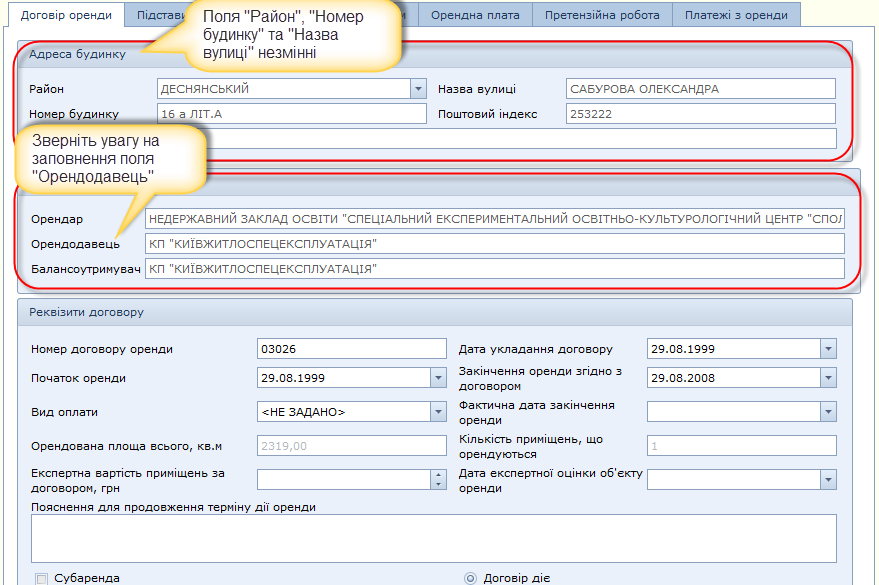 Договір оренди
Підстави
Орендна плата
Претензійна робота
Платежі з оренди
Поля "Район", "Номер
будинку" та "Назва
вулиці" незмінні
Адреса будинку
Район ДЕСНЯНСЬКИЙ Назва вулиці САБУРОВА ОЛЕКСАНДРА
Номер будинку 16 а ЛІТ.А Поштовий індекс 253222
Зверніть увагу на
заповнення поля
"Орендодавець"
Орендар НЕДЕРЖАВНИЙ ЗАКЛАД ОСВІТИ "СПЕЦІАЛЬНИЙ ЕКСПЕРИМЕНТАЛЬНИЙ ОСВІТНЬО-КУЛЬТУРОЛОГІЧНИЙ ЦЕНТР "СПОЛ
Орендодавець КП "КИЇВЖИТЛОСПЕЦЕКСПЛУАТАЦІЯ"
Балансоутримувач КП "КИЇВЖИТЛОСПЕЦЕКСПЛУАТАЦІЯ"
Реквізити договору
Номер договору оренди 03026 Дата укладання договору 29.08.1999
Початок оренди 29.08.1999 Закінчення оренди згідно з
договором 29.08.2008
Вид оплати <НЕ ЗАДАНО> Фактична дата закінчення
оренди
Орендована площа всього, кв.м 2319,00 Кількість приміщень, що
орендуються 1
Експертна вартість приміщень за
договором, грн
Дата експертної оцінки об'єкту
оренди
Пояснення для продовження терміну дії оренди
Субаренда Договір діє